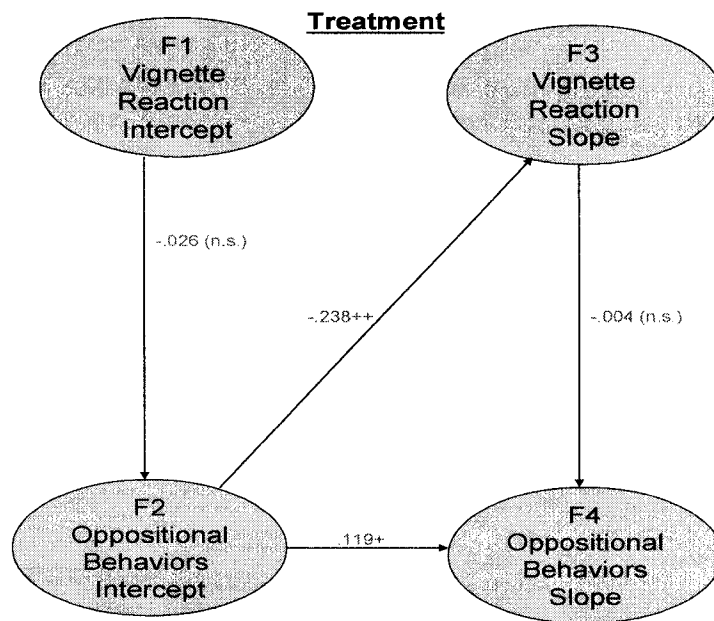 Treatment
F1
Vignette
Reaction
Intercept
F3
Vignette
Reaction
Slope
-.026 (n.s.)
-.238++
-.004 (n.s.)
F2
Oppositional
Behaviors
Intercept
.119+
F4
Oppositional
Behaviors
Slope